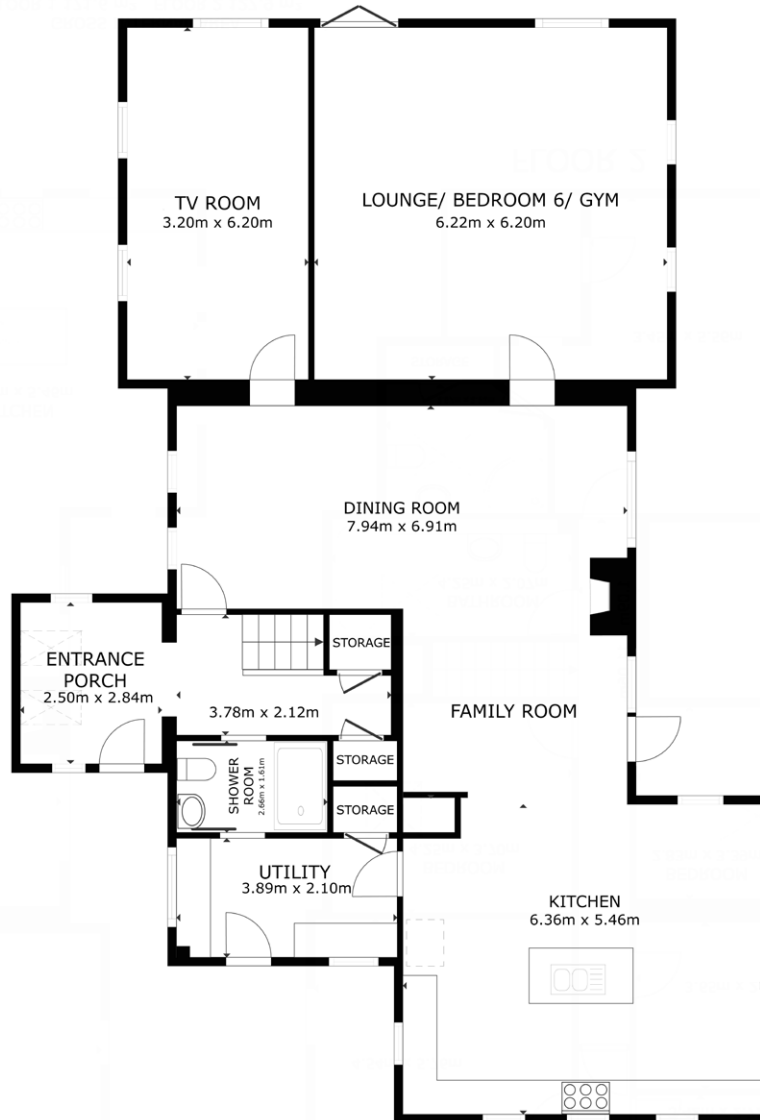 TV ROOM
3.20m x 6.20m
LOUNGE/ BEDROOM 6/ GYM
6.22m x 6.20m
DINING ROOM
7.94m x 6.91m
ENTRANCE
PORCH
2.50m x 2.84m
STORAGE
3.78m x 2.12m
FAMILY ROOM
STORAGE
SHOWER
ROOM
2.66m x 1.61m
STORAGE
UTILITY
3.89m x 2.10m
KITCHEN
6.36m x 5.46m